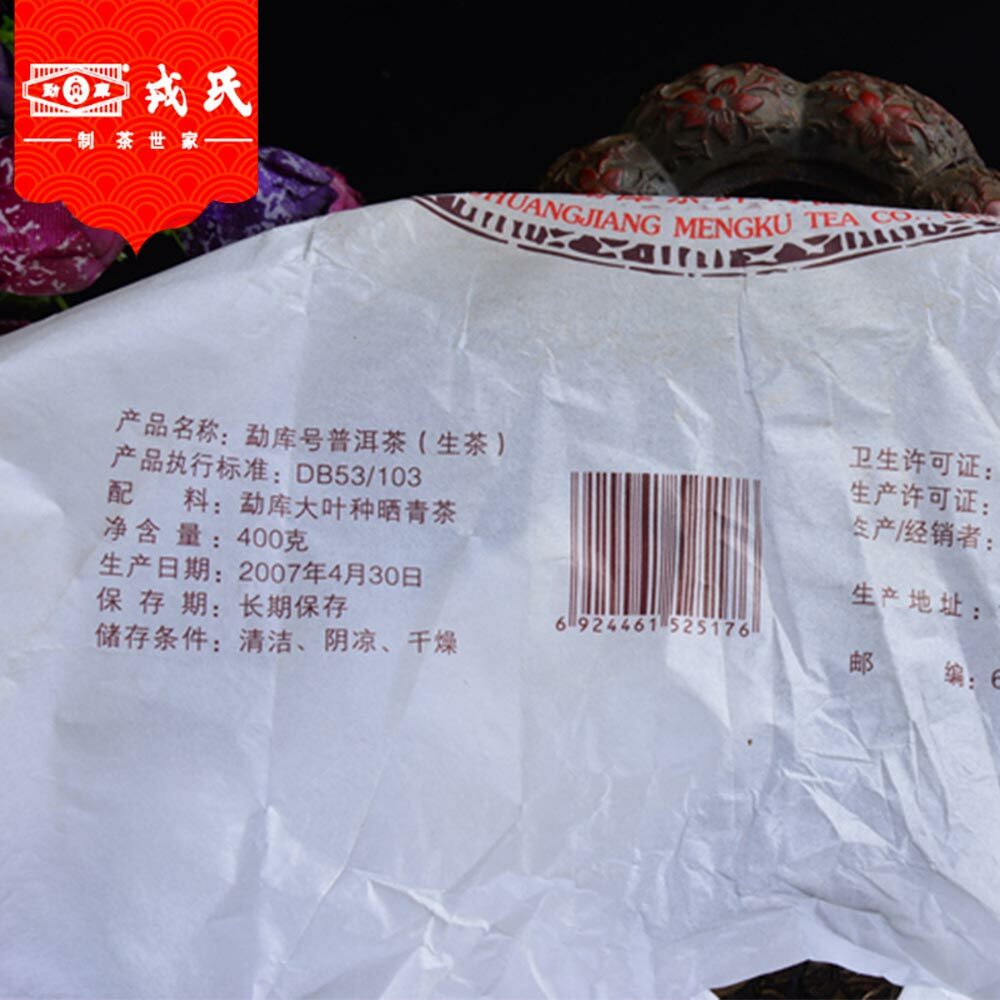 勐库
戎氏
制茶世家
SHUANGJIANG MENGKU TEA CO.,
产品名称：勐库号普洱茶（生茶）
产品执行标准：DB53/103
配 料：勐库大叶种晒青茶
净含量：400克
生产日期：2007年4月30日
保存期：长期保存
储存条件：清洁、阴凉、干燥
6 924461 525176
卫生许可证：
生产许可证：
生产/经销者：
生产地址：
邮 编：6